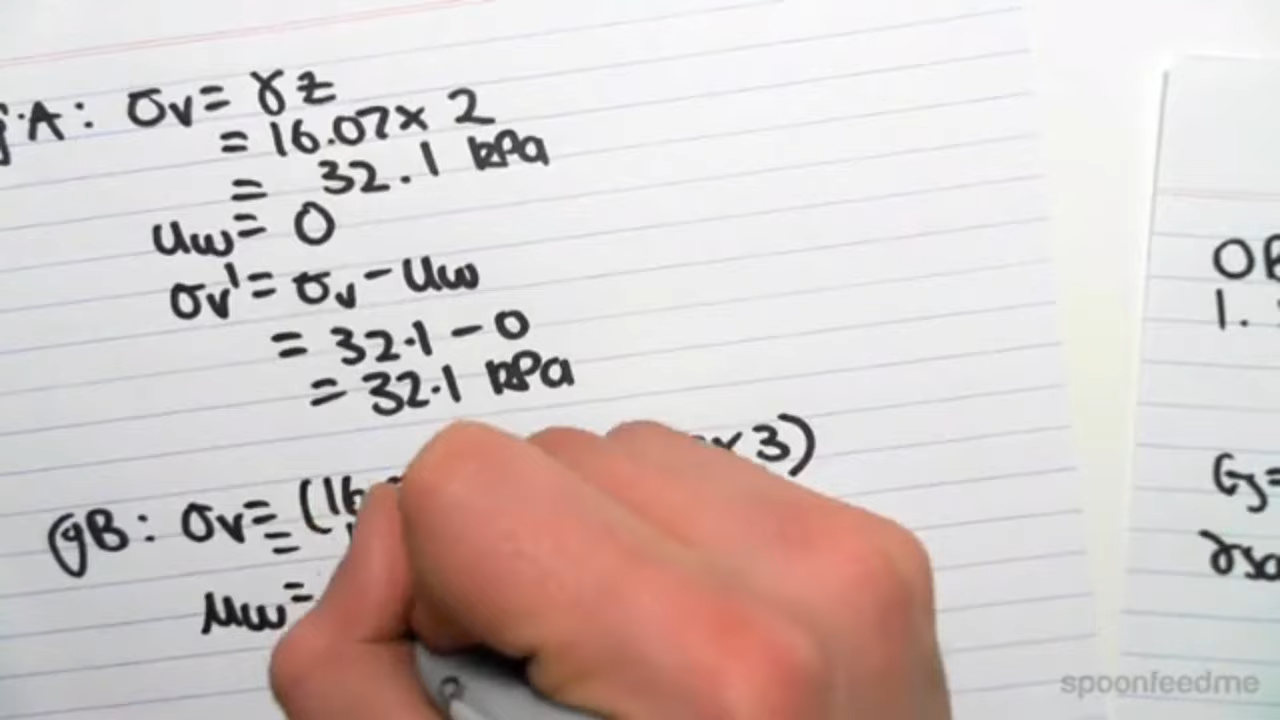 A: σv = γz
= 16.07 × 2
= 32.1 kPa
uw = 0
σv' = σv - uw
= 32.1 - 0
= 32.1 kPa
@B: σv = (16 × 3)
=
uw =
OB
1.
Gs =
γsa
spoonfeedme